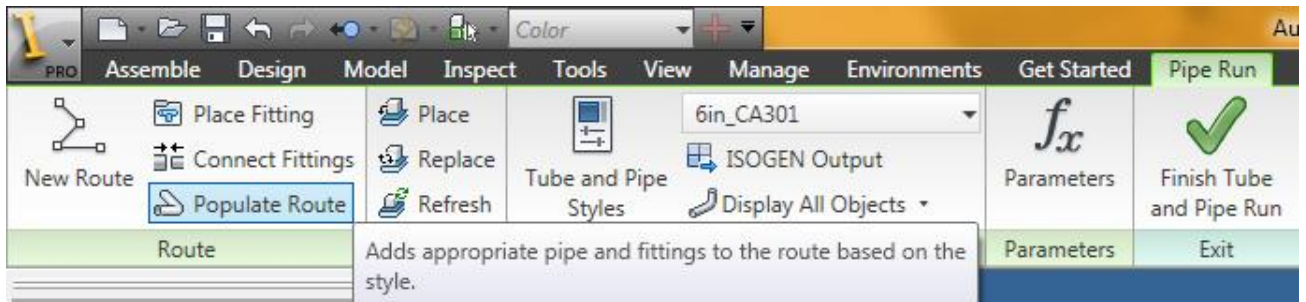 Color
Au
PRO Assemble Design Model Inspect Tools View Manage Environments Get Started Pipe Run
New Route
Place Fitting
Connect Fittings
Populate Route
Place
Replace
Refresh
Tube and Pipe
Styles
6in_CA301
ISOGEN Output
Display All Objects
fx
Parameters
Finish Tube
and Pipe Run
Route
Parameters
Exit
Adds appropriate pipe and fittings to the route based on the
style.